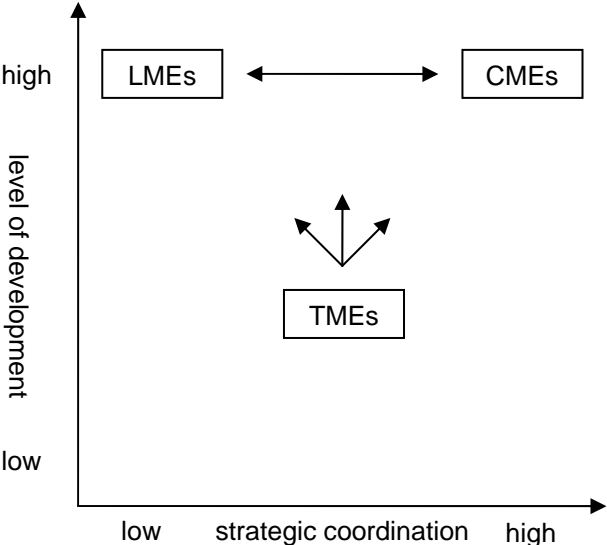 high
LMEs
CMEs
level of development
TMEs
low
low
strategic coordination
high